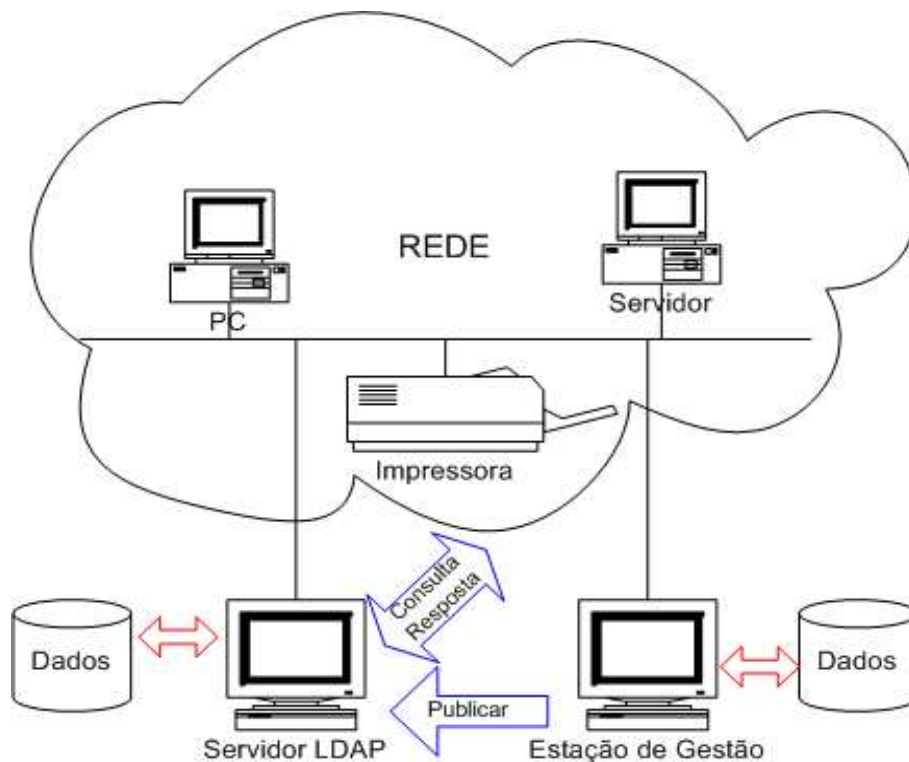 REDE
PC
Servidor
Impressora
Consulta
Resposta
Dados
Dados
Publicar
Servidor LDAP
Estação de Gestão